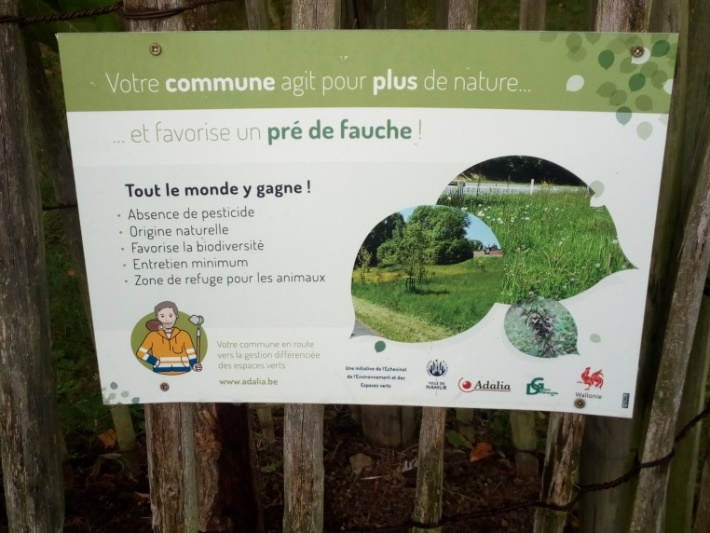 Votre commune agit pour plus de nature...
... et favorise un pré de fauche !
Tout le monde y gagne !
• Absence de pesticide
• Origine naturelle
• Favorise la biodiversité
• Entretien minimum
• Zone de refuge pour les animaux
Votre commune en route
vers la gestion différenciée
des espaces verts
www.adalia.be
Une initiative de l'Echevinat
de l'Environnement et des
Espaces verts
VILLE DE
NAMUR
Adalia
Wallonie